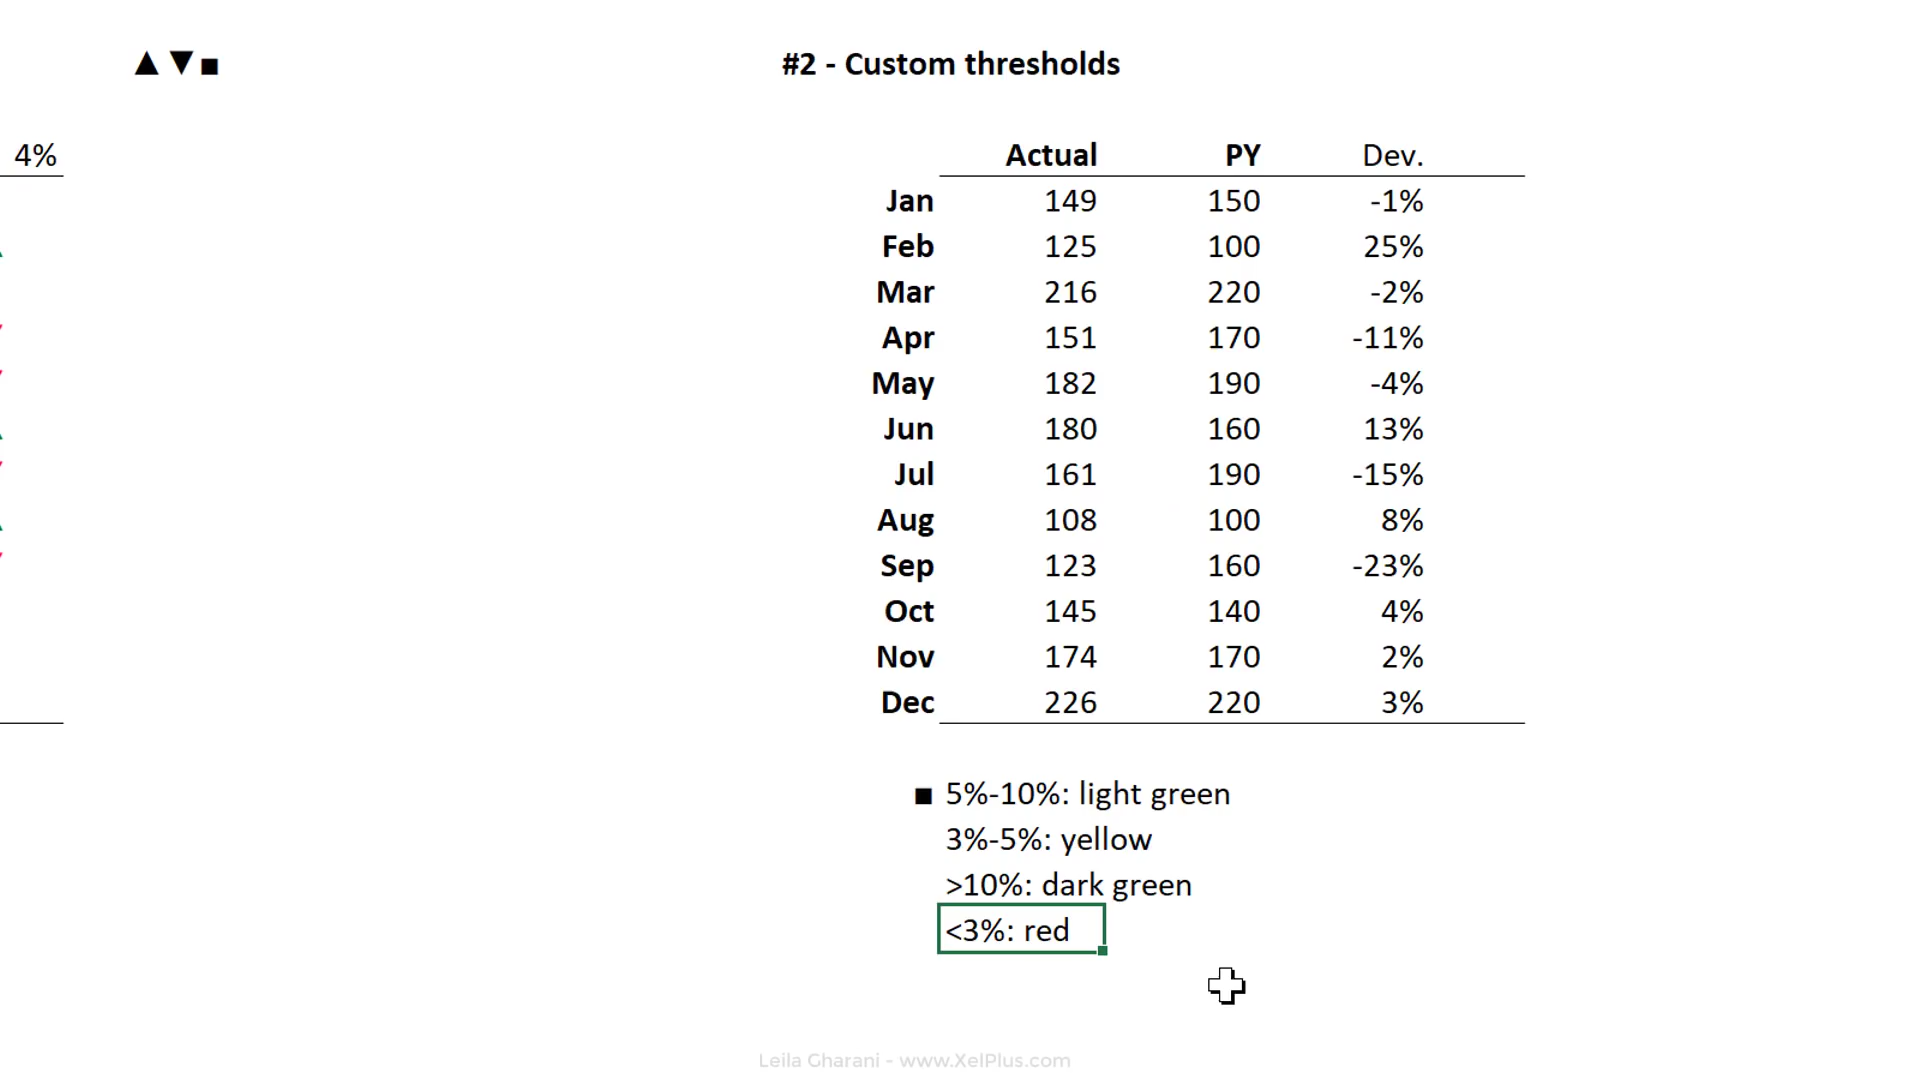 ▲▼■
#2 - Custom thresholds
4%
Actual PY Dev.
Jan 149 150 -1%
Feb 125 100 25%
Mar 216 220 -2%
Apr 151 170 -11%
May 182 190 -4%
Jun 180 160 13%
Jul 161 190 -15%
Aug 108 100 8%
Sep 123 160 -23%
Oct 145 140 4%
Nov 174 170 2%
Dec 226 220 3%
■ 5%-10%: light green
3%-5%: yellow
>10%: dark green
<3%: red
Leila Gharani - www.XelPlus.com